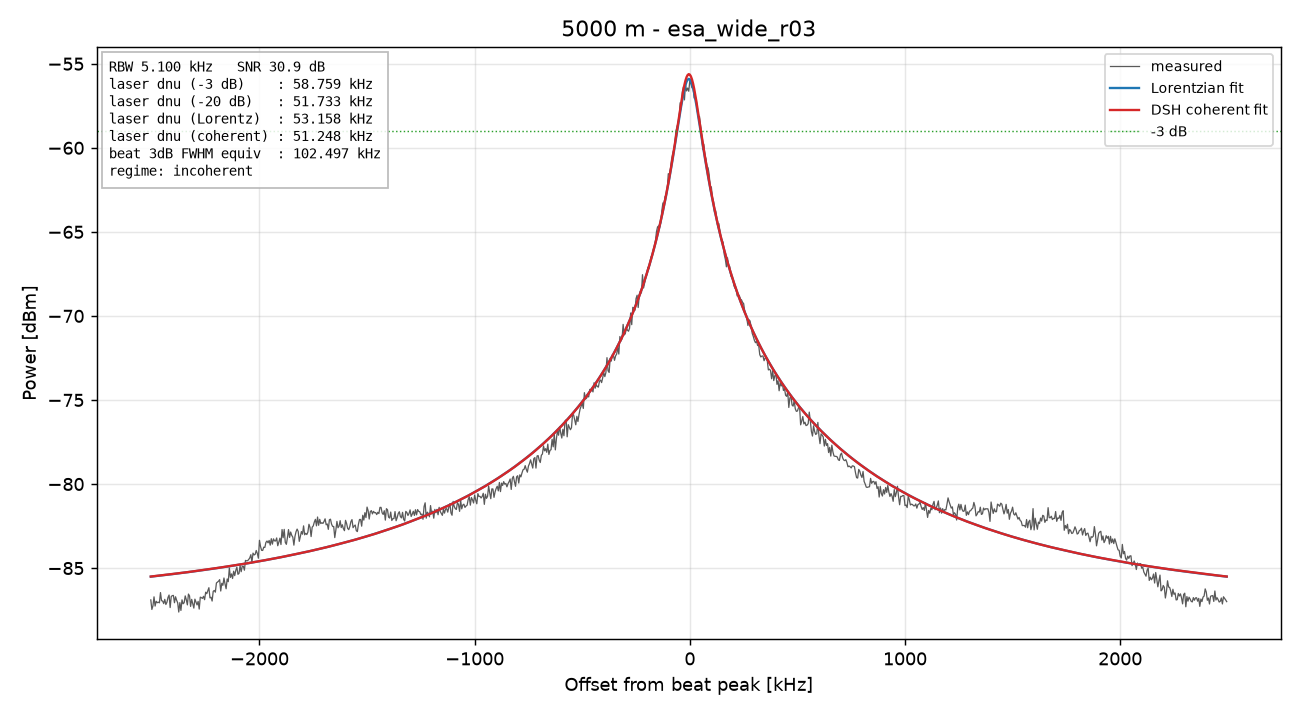 5000 m - esa_wide_r03
RBW 5.100 kHz   SNR 30.9 dB
laser dnu (-3 dB)    : 58.759 kHz
laser dnu (-20 dB)   : 51.733 kHz
laser dnu (Lorentz)  : 53.158 kHz
laser dnu (coherent) : 51.248 kHz
beat 3dB FWHM equiv  : 102.497 kHz
regime: incoherent
measured
Lorentzian fit
DSH coherent fit
-3 dB
Power [dBm]
−55
−60
−65
−70
−75
−80
−85
−2000
−1000
0
1000
2000
Offset from beat peak [kHz]